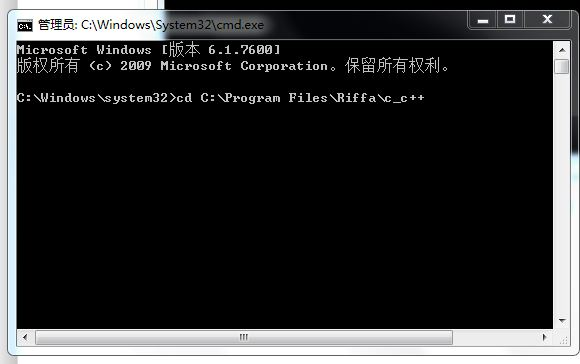 管理员: C:\Windows\System32\cmd.exe
Microsoft Windows [版本 6.1.7600]
版权所有 (c) 2009 Microsoft Corporation。保留所有权利。
C:\Windows\system32>cd C:\Program Files\Riffa\c_c++